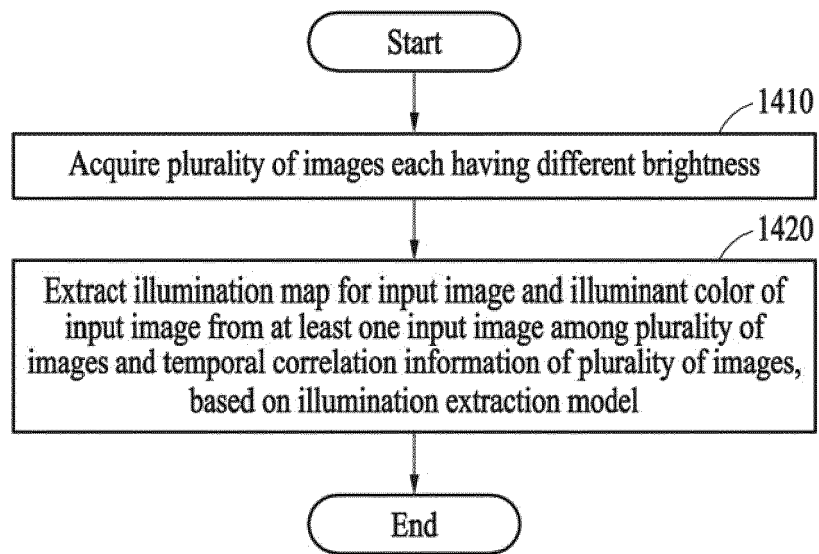 Start
1410
Acquire plurality of images each having different brightness
1420
Extract illumination map for input image and illuminant color of
input image from at least one input image among plurality of
images and temporal correlation information of plurality of images,
based on illumination extraction model
End